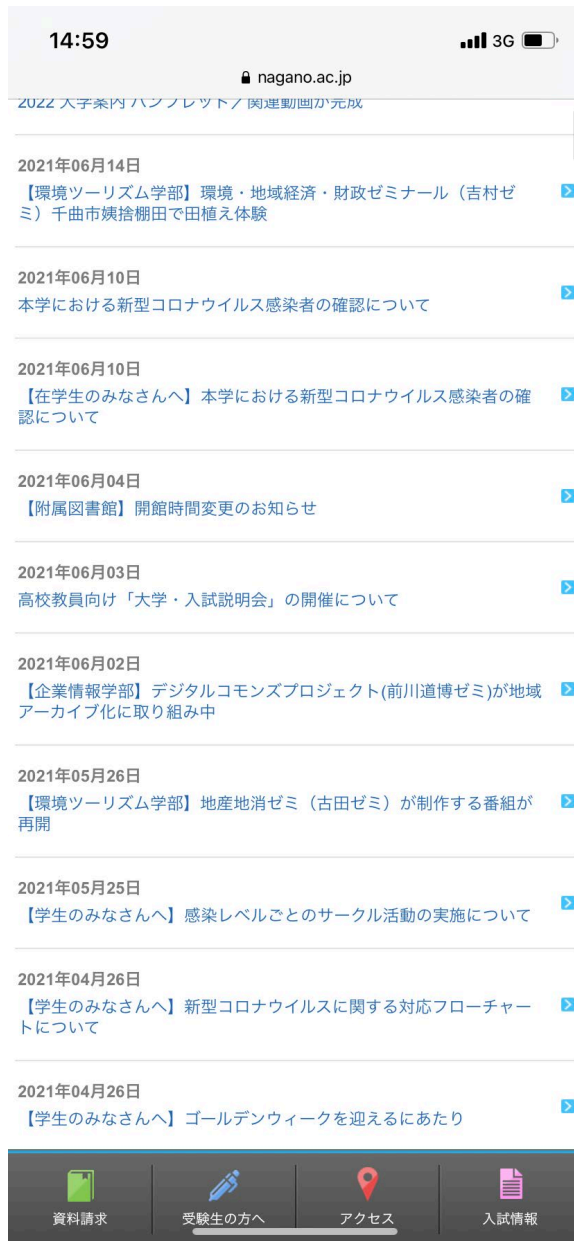 14:59
3G
nagano.ac.jp
2022 大学案内 パンフレット／関連動画が完成
2021年06月14日
【環境ツーリズム学部】環境・地域経済・財政ゼミナール（吉村ゼ
ミ）千曲市姨捨棚田で田植え体験
2021年06月10日
本学における新型コロナウイルス感染者の確認について
2021年06月10日
【在学生のみなさんへ】本学における新型コロナウイルス感染者の確
認について
2021年06月04日
【附属図書館】開館時間変更のお知らせ
2021年06月03日
高校教員向け「大学・入試説明会」の開催について
2021年06月02日
【企業情報学部】デジタルコモンズプロジェクト(前川道博ゼミ)が地域
アーカイブ化に取り組み中
2021年05月26日
【環境ツーリズム学部】地産地消ゼミ（古田ゼミ）が制作する番組が
再開
2021年05月25日
【学生のみなさんへ】感染レベルごとのサークル活動の実施について
2021年04月26日
【学生のみなさんへ】新型コロナウイルスに関する対応フローチャー
トについて
2021年04月26日
【学生のみなさんへ】ゴールデンウィークを迎えるにあたり
資料請求
受験生の方へ
アクセス
入試情報